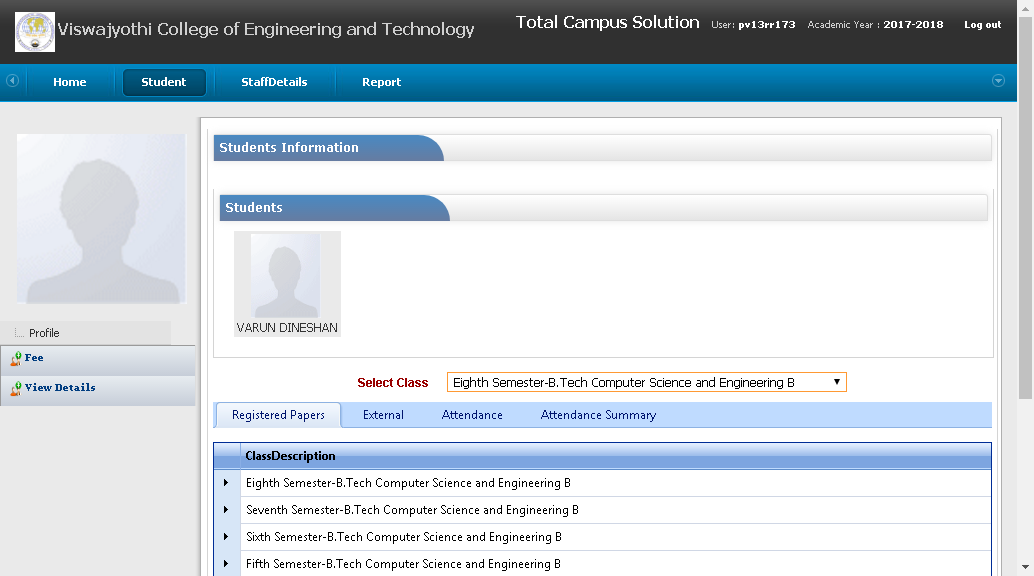 Viswajyothi College of Engineering and Technology
Total Campus Solution User: pv13rr173 Academic Year : 2017-2018 Log out
Home Student StaffDetails Report
Students Information
Students
VARUN DINESHAN
Profile
Fee
View Details
Select Class Eighth Semester-B.Tech Computer Science and Engineering B
Registered Papers External Attendance Attendance Summary
ClassDescription
Eighth Semester-B.Tech Computer Science and Engineering B
Seventh Semester-B.Tech Computer Science and Engineering B
Sixth Semester-B.Tech Computer Science and Engineering B
Fifth Semester-B.Tech Computer Science and Engineering B